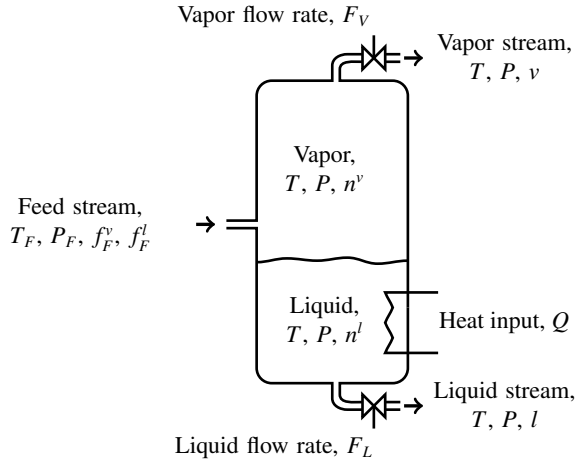 Vapor flow rate, F_V
Vapor stream,
T, P, v
Vapor,
T, P, n^v
Feed stream,
T_F, P_F, f_F^v, f_F^l
Liquid,
T, P, n^l
Heat input, Q
Liquid stream,
T, P, l
Liquid flow rate, F_L